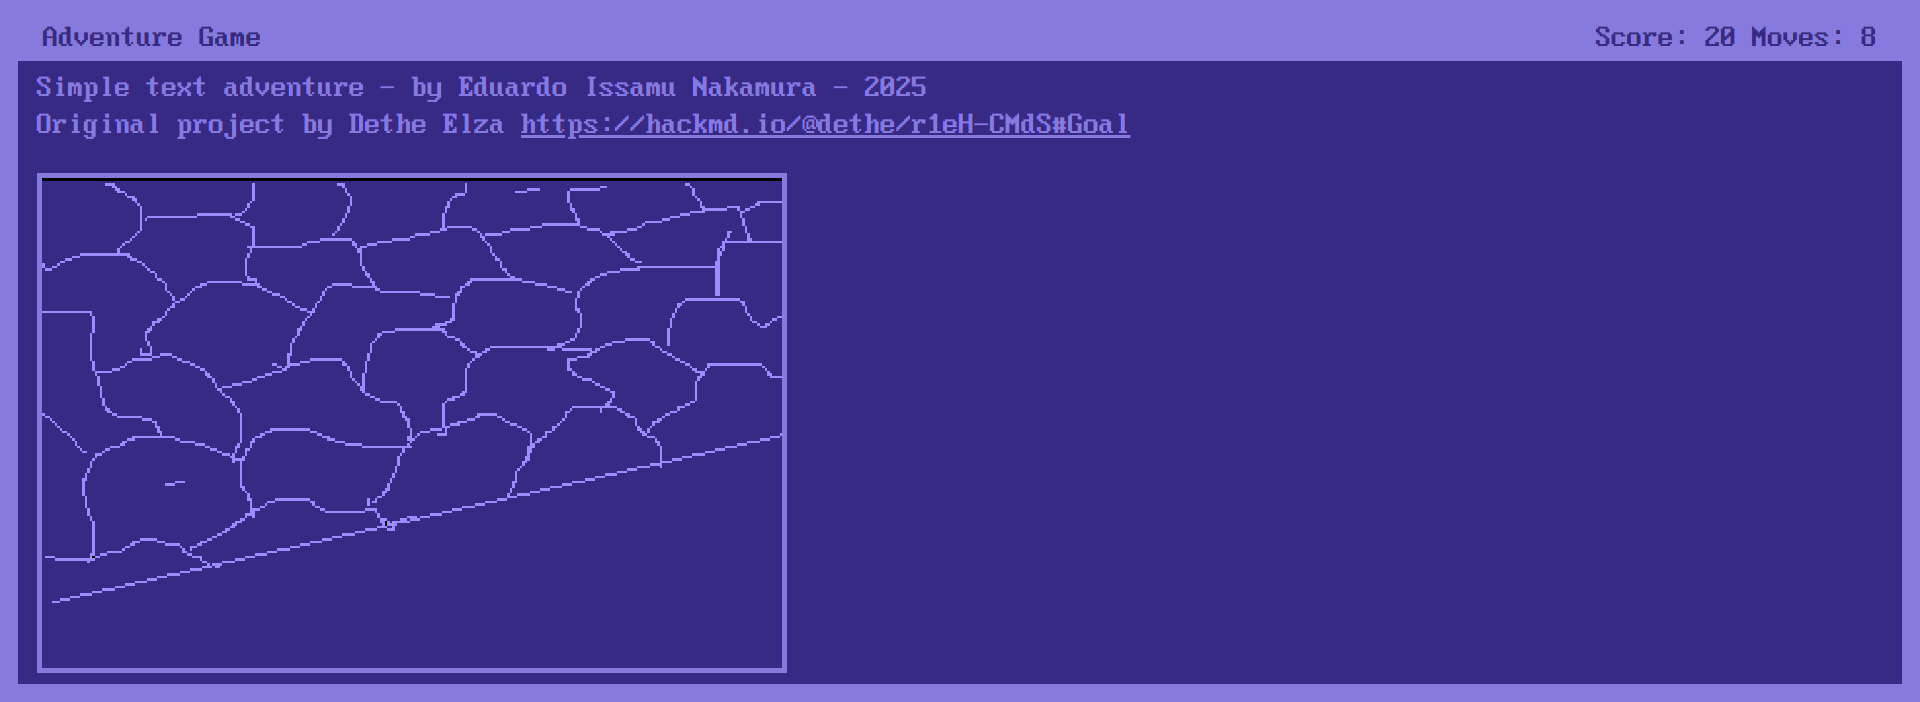 Adventure Game
Score: 20 Moves: 8
Simple text adventure - by Eduardo Issamu Nakamura - 2025
Original project by Dethe Elza https://hackmd.io/@dethe/r1eH-CMdS#Goal